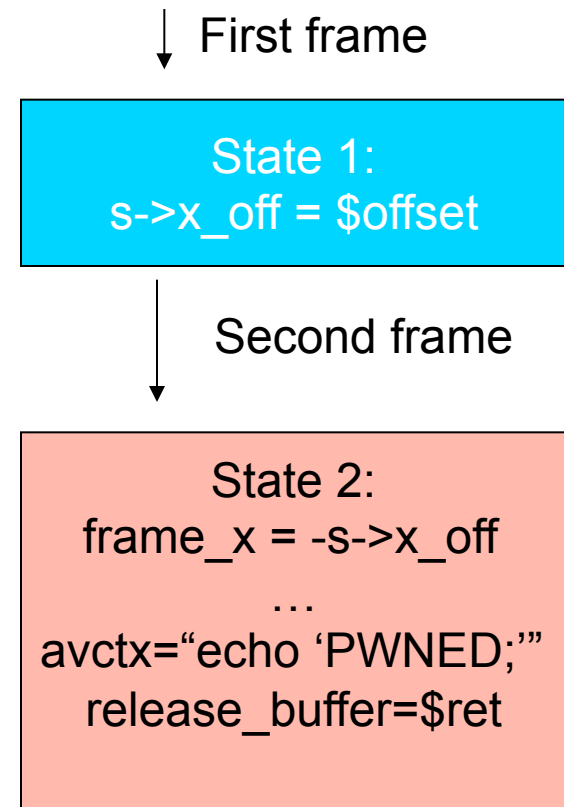 First frame
State 1:
s->x_off = $offset
Second frame
State 2:
frame_x = -s->x_off
…
avctx=“echo ‘PWNED;’”
release_buffer=$ret